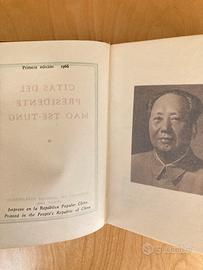 Primera edición 1966
CITAS DEL
PRESIDENTE
MAO TSE-TUNG
Impreso en la República Popular China
Printed in the People's Republic of China